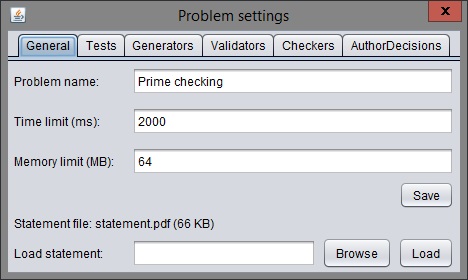 Problem settings
X
General Tests Generators Validators Checkers AuthorDecisions
Problem name: Prime checking
Time limit (ms): 2000
Memory limit (MB): 64
Save
Statement file: statement.pdf (66 KB)
Load statement: Browse Load